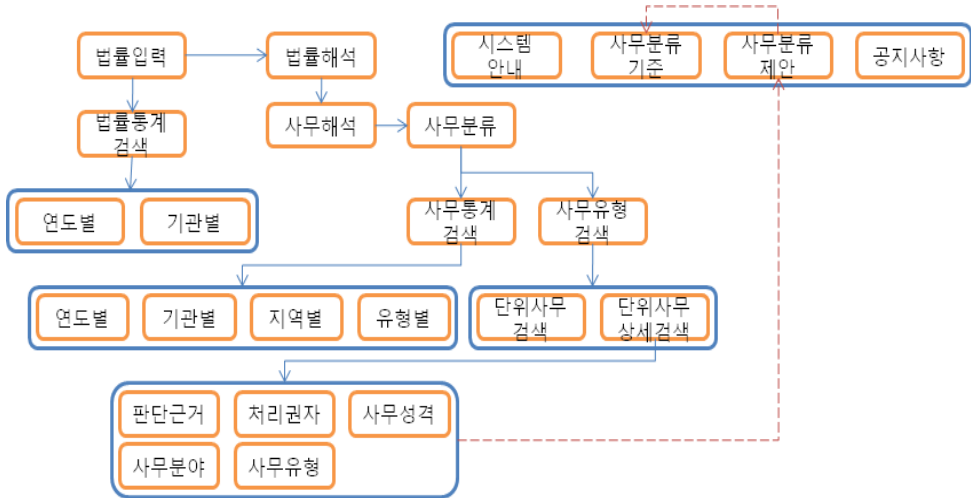 법률입력
법률해석
시스템
안내
사무분류
기준
사무분류
제안
공지사항
법률통계
검색
사무해석
사무분류
연도별
기관별
사무통계
검색
사무유형
검색
연도별
기관별
지역별
유형별
단위사무
검색
단위사무
상세검색
판단근거
처리권자
사무성격
사무분야
사무유형